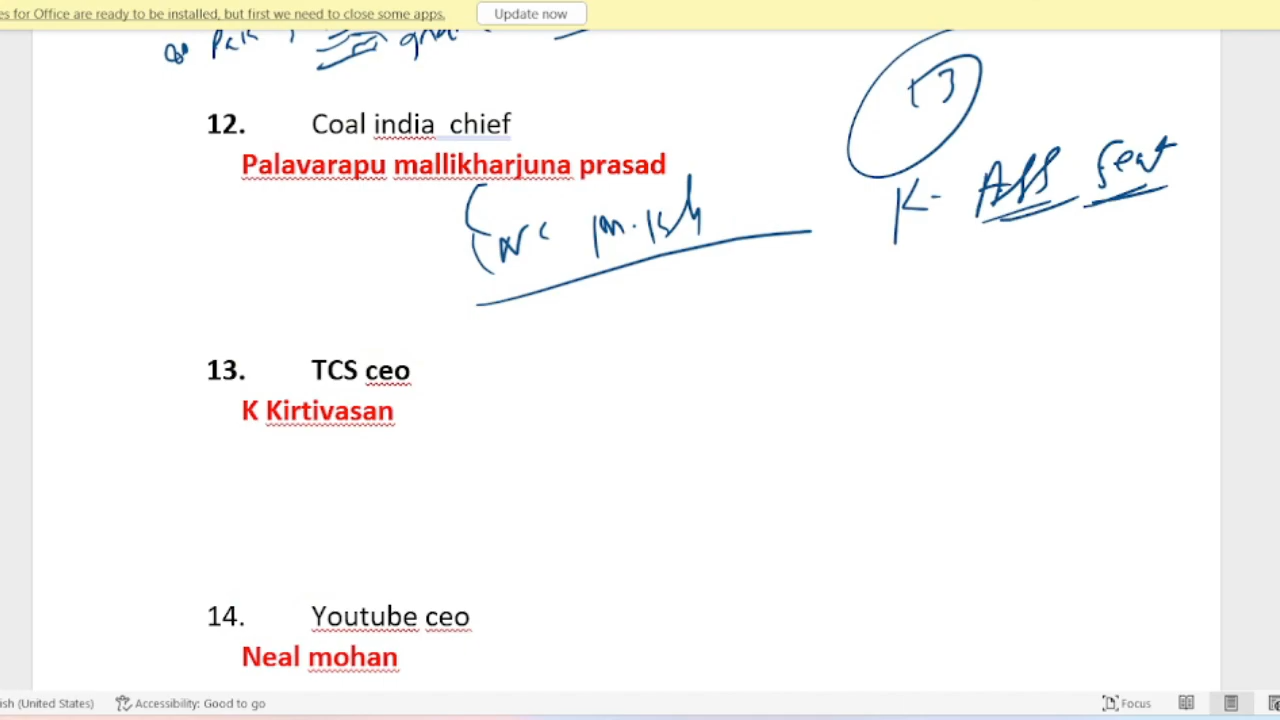 es for Office are ready to be installed, but first we need to close some apps. Update now
12. Coal india chief
Palavarapu mallikharjuna prasad
K-
13. TCS ceo
K Kirtivasan
14. Youtube ceo
Neal mohan
ish (United States) Accessibility: Good to go Focus